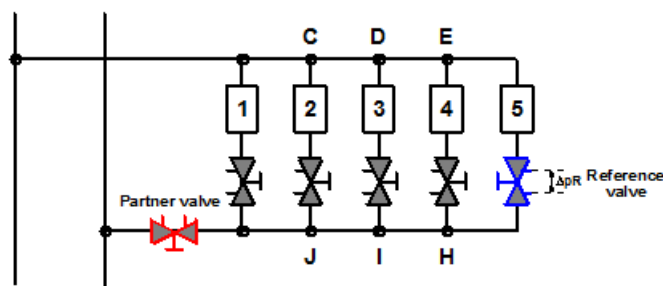 C D E
1 2 3 4 5
Partner valve
ΔpR Reference
valve
J I H